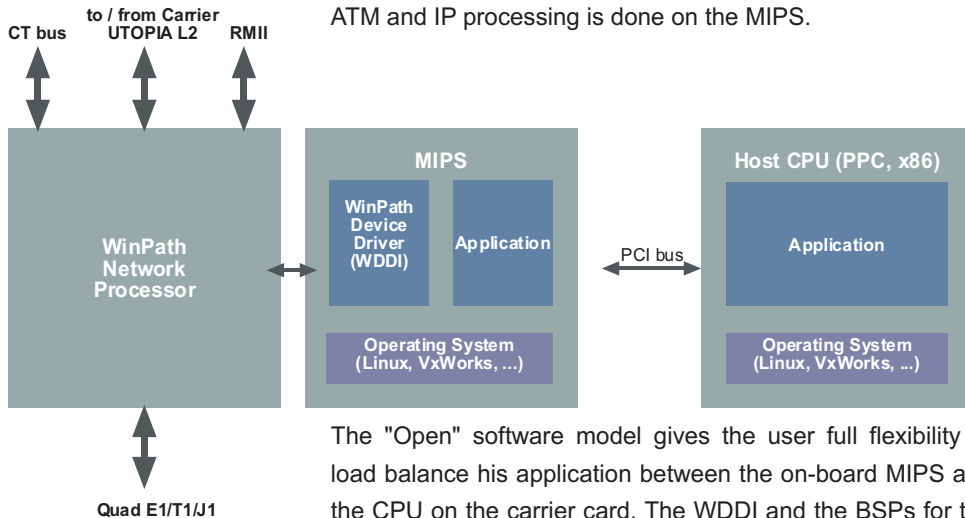 ATM and IP processing is done on the MIPS.
CT bus
to / from Carrier
UTOPIA L2
RMII
WinPath
Network
Processor
Quad E1/T1/J1
MIPS
WinPath
Device
Driver
(WDDI)
Application
Operating System
(Linux, VxWorks, ...)
PCI bus
Host CPU (PPC, x86)
Application
Operating System
(Linux, VxWorks, ...)
The "Open" software model gives the user full flexibility
load balance his application between the on-board MIPS a
the CPU on the carrier card. The WDDI and the BSPs for t